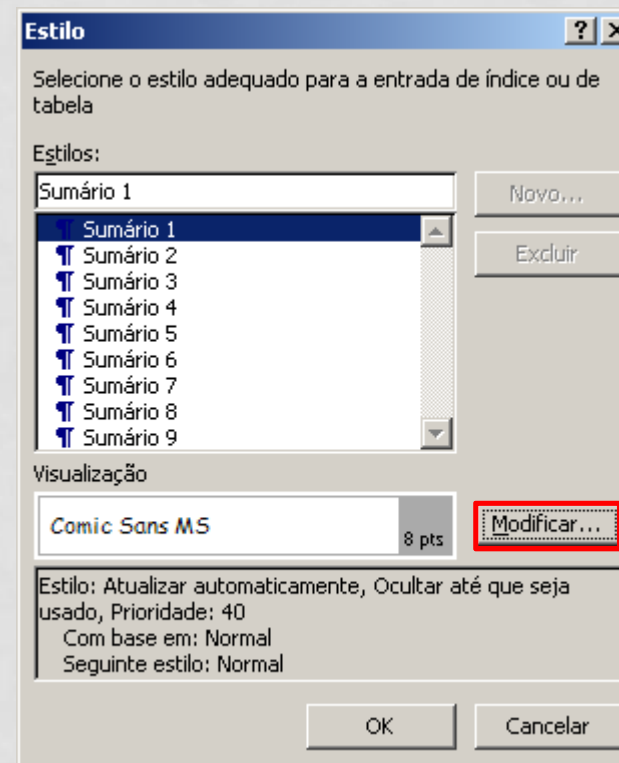 Estilo
Selecione o estilo adequado para a entrada de índice ou de
tabela
Estilos:
Sumário 1
Novo...
¶ Sumário 1
¶ Sumário 2
¶ Sumário 3
¶ Sumário 4
¶ Sumário 5
¶ Sumário 6
¶ Sumário 7
¶ Sumário 8
¶ Sumário 9
Excluir
Visualização
Comic Sans MS
8 pts
Modificar...
Estilo: Atualizar automaticamente, Ocultar até que seja
usado, Prioridade: 40
Com base em: Normal
Seguinte estilo: Normal
OK
Cancelar